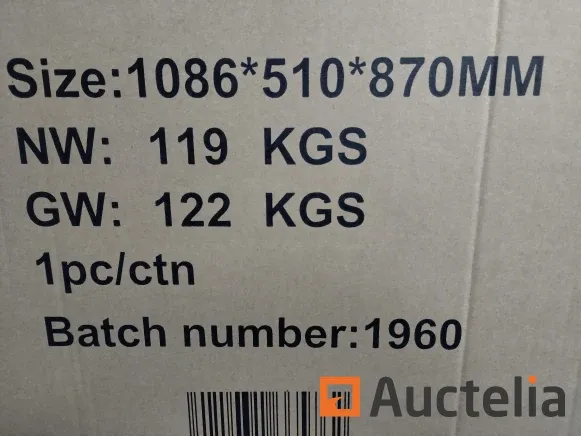 Size:1086*510*870MM
NW: 119 KGS
GW: 122 KGS
1pc/ctn
Batch number:1960
Auctelia